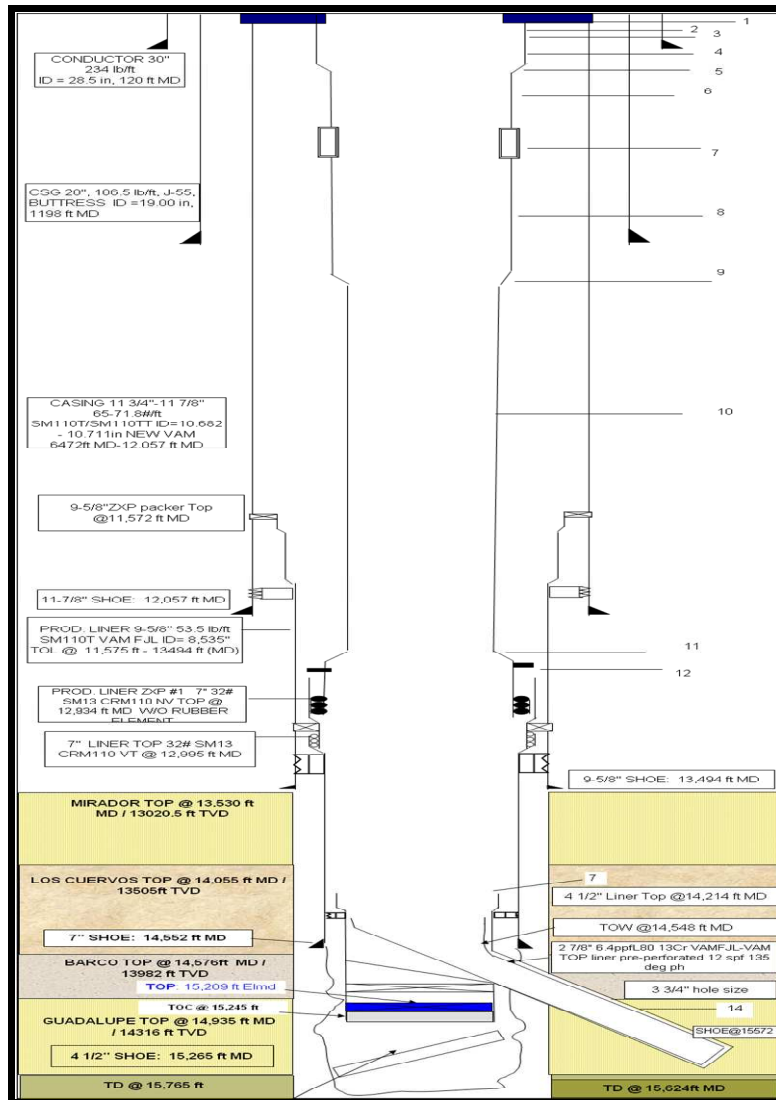 CONDUCTOR 30"
234 lb/ft
ID = 28.5 in, 120 ft MD
CSG 20", 106.5 lb/ft, J-55,
BUTTRESS ID =19.00 in,
1198 ft MD
CASING 11 3/4"-11 7/8"
65-71.8#/ft
SM110T/SM110TT ID=10.682
- 10.711in NEW VAM
6472ft MD-12.057 ft MD
9-5/8"ZXP packer Top
@11,572 ft MD
11-7/8" SHOE: 12,057 ft MD
PROD. LINER 9-5/8" 53.5 lb/ft
SM110T VAM FJL ID= 8,535"
TOL @ 11,575 ft - 13494 ft (MD)
PROD. LINER ZXP #1 7" 32#
SM13 CRM110 NV TOP @
12,934 ft MD W/O RUBBER
ELEMENT
7" LINER TOP 32# SM13
CRM110 VT @ 12,995 ft MD
MIRADOR TOP @ 13,530 ft
MD / 13020.5 ft TVD
LOS CUERVOS TOP @ 14,055 ft MD /
13505ft TVD
7" SHOE: 14,552 ft MD
BARCO TOP @ 14,576ft MD /
13982 ft TVD
TOP: 15,209 ft Elmd
TOC @ 15,245 ft
GUADALUPE TOP @ 14,935 ft MD
/ 14316 ft TVD
4 1/2" SHOE: 15,265 ft MD
TD @ 15,765 ft
1
2
3
4
5
6
7
8
9
10
11
12
9-5/8" SHOE: 13,494 ft MD
7
4 1/2" Liner Top @14,214 ft MD
TOW @14,548 ft MD
2 7/8" 6.4ppfL80 13Cr VAMFJL-VAM
TOP liner pre-perforated 12 spf 135
deg ph
3 3/4" hole size
14
SHOE@15572
TD @ 15,624ft MD